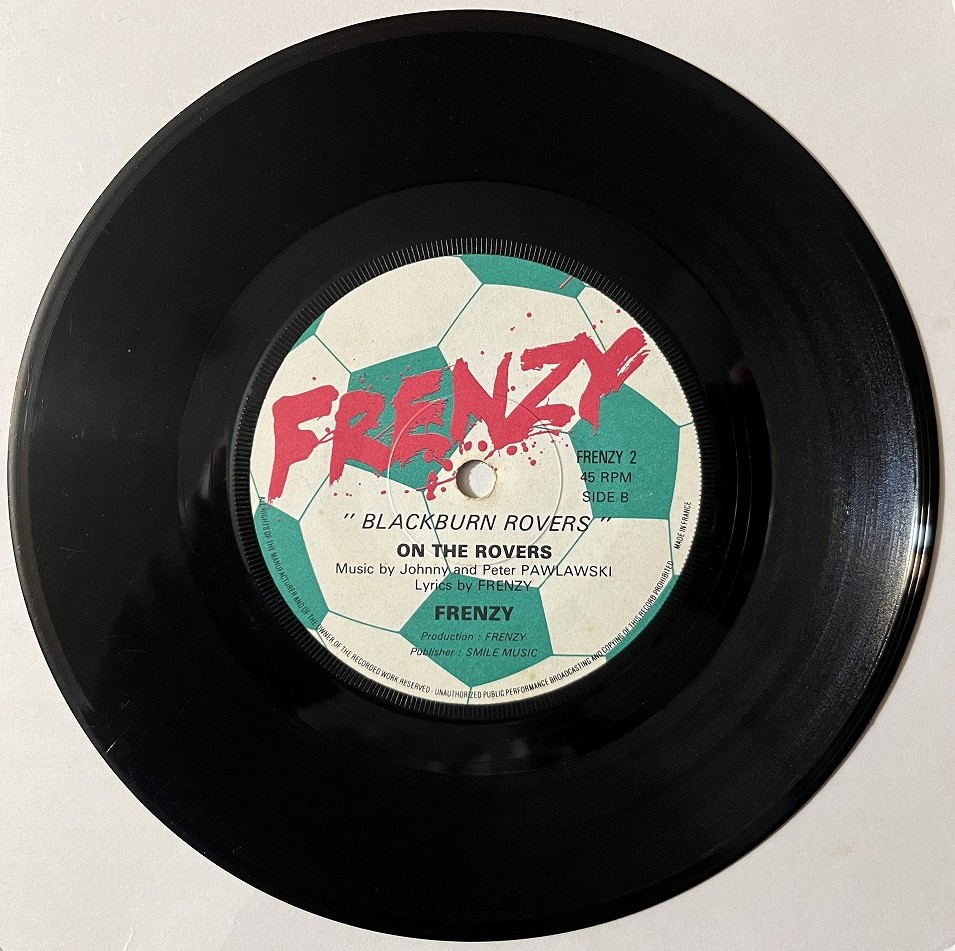 FRENZY
FRENZY 2
45 RPM
SIDE B
" BLACKBURN ROVERS "
ON THE ROVERS
Music by Johnny and Peter PAWLAWSKI
Lyrics by FRENZY
FRENZY
Production : FRENZY
Publisher : SMILE MUSIC
ALL RIGHTS OF THE MANUFACTURER AND OF THE OWNER OF THE RECORDED WORK RESERVED - UNAUTHORIZED PUBLIC PERFORMANCE BROADCASTING AND COPYING OF THIS RECORD PROHIBITED
MADE IN FRANCE